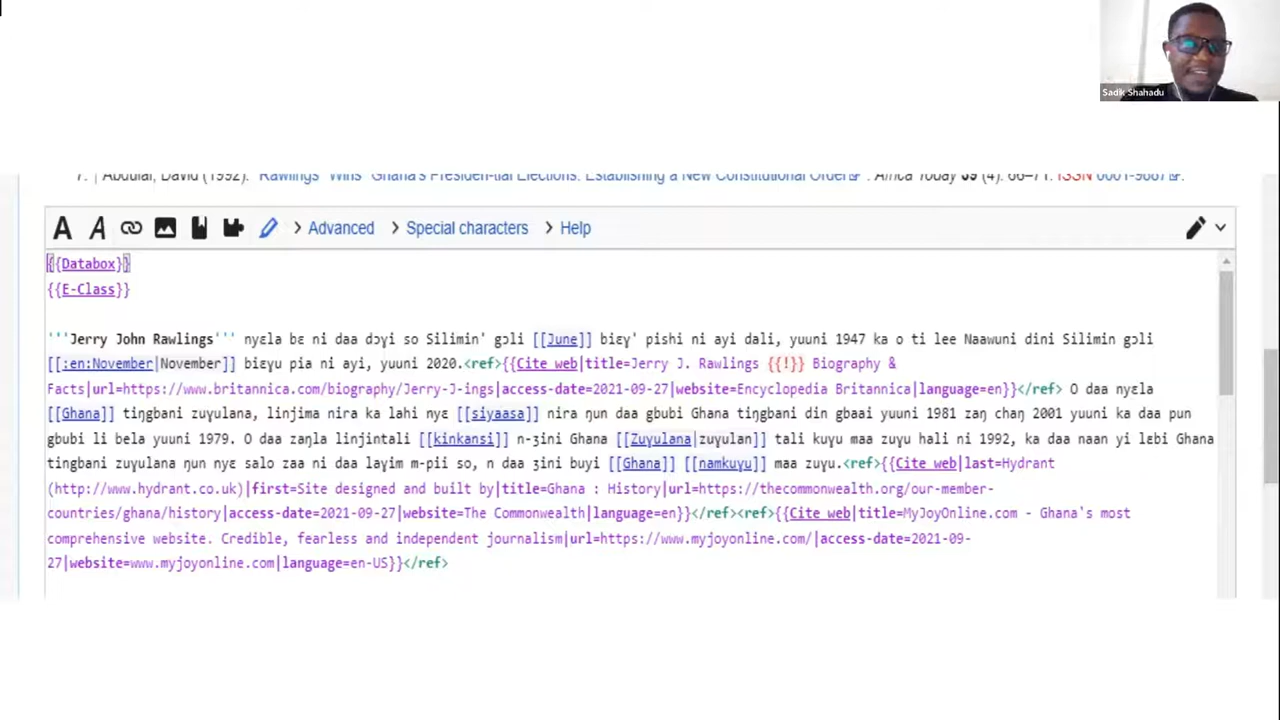 Sadik Shahadu
7. Abdulai, David (1992). "Rawlings "Wins" Ghana's Presidential Elections: Establishing a New Constitutional Order". Africa Today 39 (4): 66–71. ISSN 0001-9887.
Advanced Special characters Help
{{Databox}}
{{E-Class}}
'''Jerry John Rawlings''' nyɛla bɛ ni daa dɔɣi so Silimin' gɔli [[June]] biɛɣ' pishi ni ayi dali, yuuni 1947 ka o ti lee Naawuni dini Silimin gɔli
[[:en:November|November]] biɛɣu pia ni ayi, yuuni 2020.<ref>{{Cite web|title=Jerry J. Rawlings {{!}} Biography &
Facts|url=https://www.britannica.com/biography/Jerry-J-ings|access-date=2021-09-27|website=Encyclopedia Britannica|language=en}}</ref> O daa nyɛla
[[Ghana]] tiŋgbani zuɣulana, linjima nira ka lahi nyɛ [[siyaasa]] nira ŋun daa gbubi Ghana tiŋgbani din gbaai yuuni 1981 zaŋ chaŋ 2001 yuuni ka daa pun
gbubi li bela yuuni 1979. O daa zaŋla linjintali [[kinkansi]] n-ʒini Ghana [[Zuɣulana|zuɣulan]] tali kuɣu maa zuɣu hali ni 1992, ka daa naan yi lɛbi Ghana
tingbani zuɣulana ŋun nyɛ salo zaa ni daa laɣim m-pii so, n daa ʒini buyi [[Ghana]] [[namkuɣu]] maa zuɣu.<ref>{{Cite web|last=Hydrant
(http://www.hydrant.co.uk)|first=Site designed and built by|title=Ghana : History|url=https://thecommonwealth.org/our-member-
countries/ghana/history|access-date=2021-09-27|website=The Commonwealth|language=en}}</ref><ref>{{Cite web|title=MyJoyOnline.com - Ghana's most
comprehensive website. Credible, fearless and independent journalism|url=https://www.myjoyonline.com/|access-date=2021-09-
27|website=www.myjoyonline.com|language=en-US}}</ref>